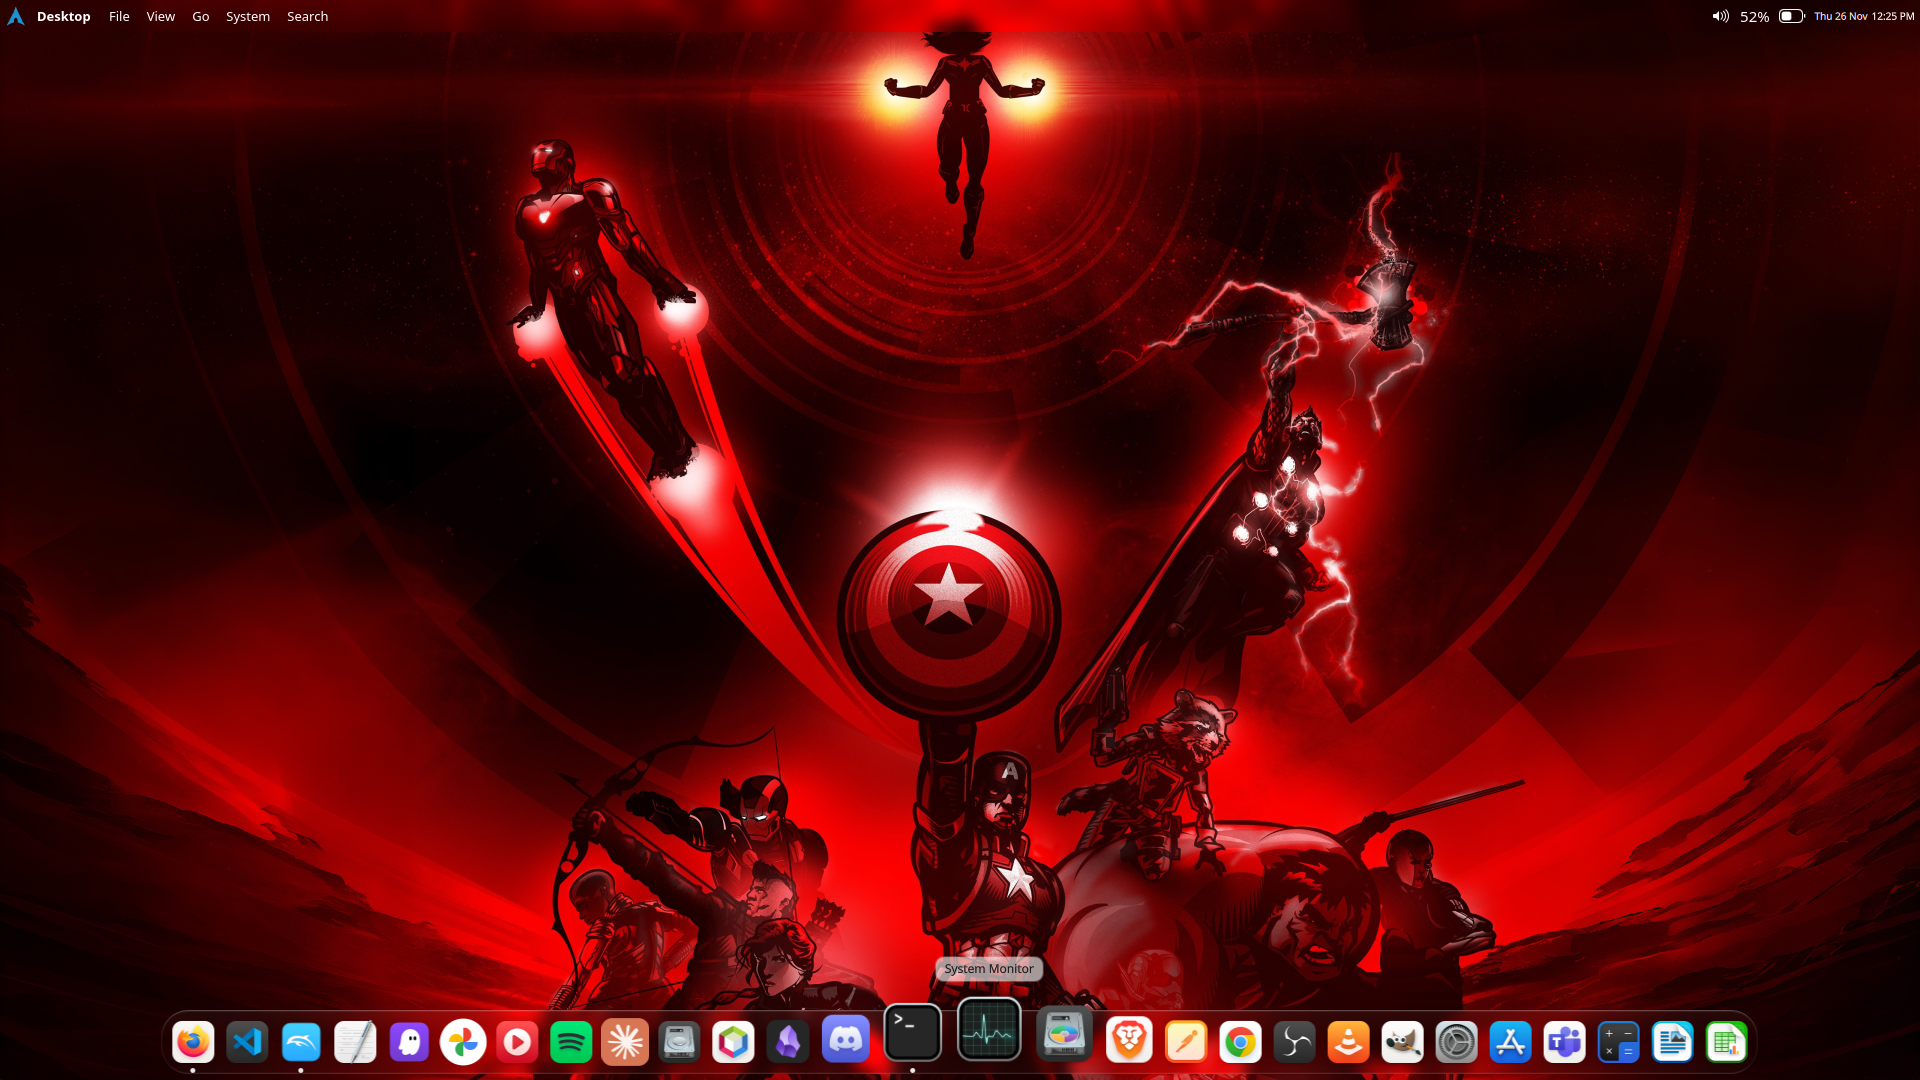 Desktop File View Go System Search
52% Thu 26 Nov 12:25 PM
A
System Monitor
>_